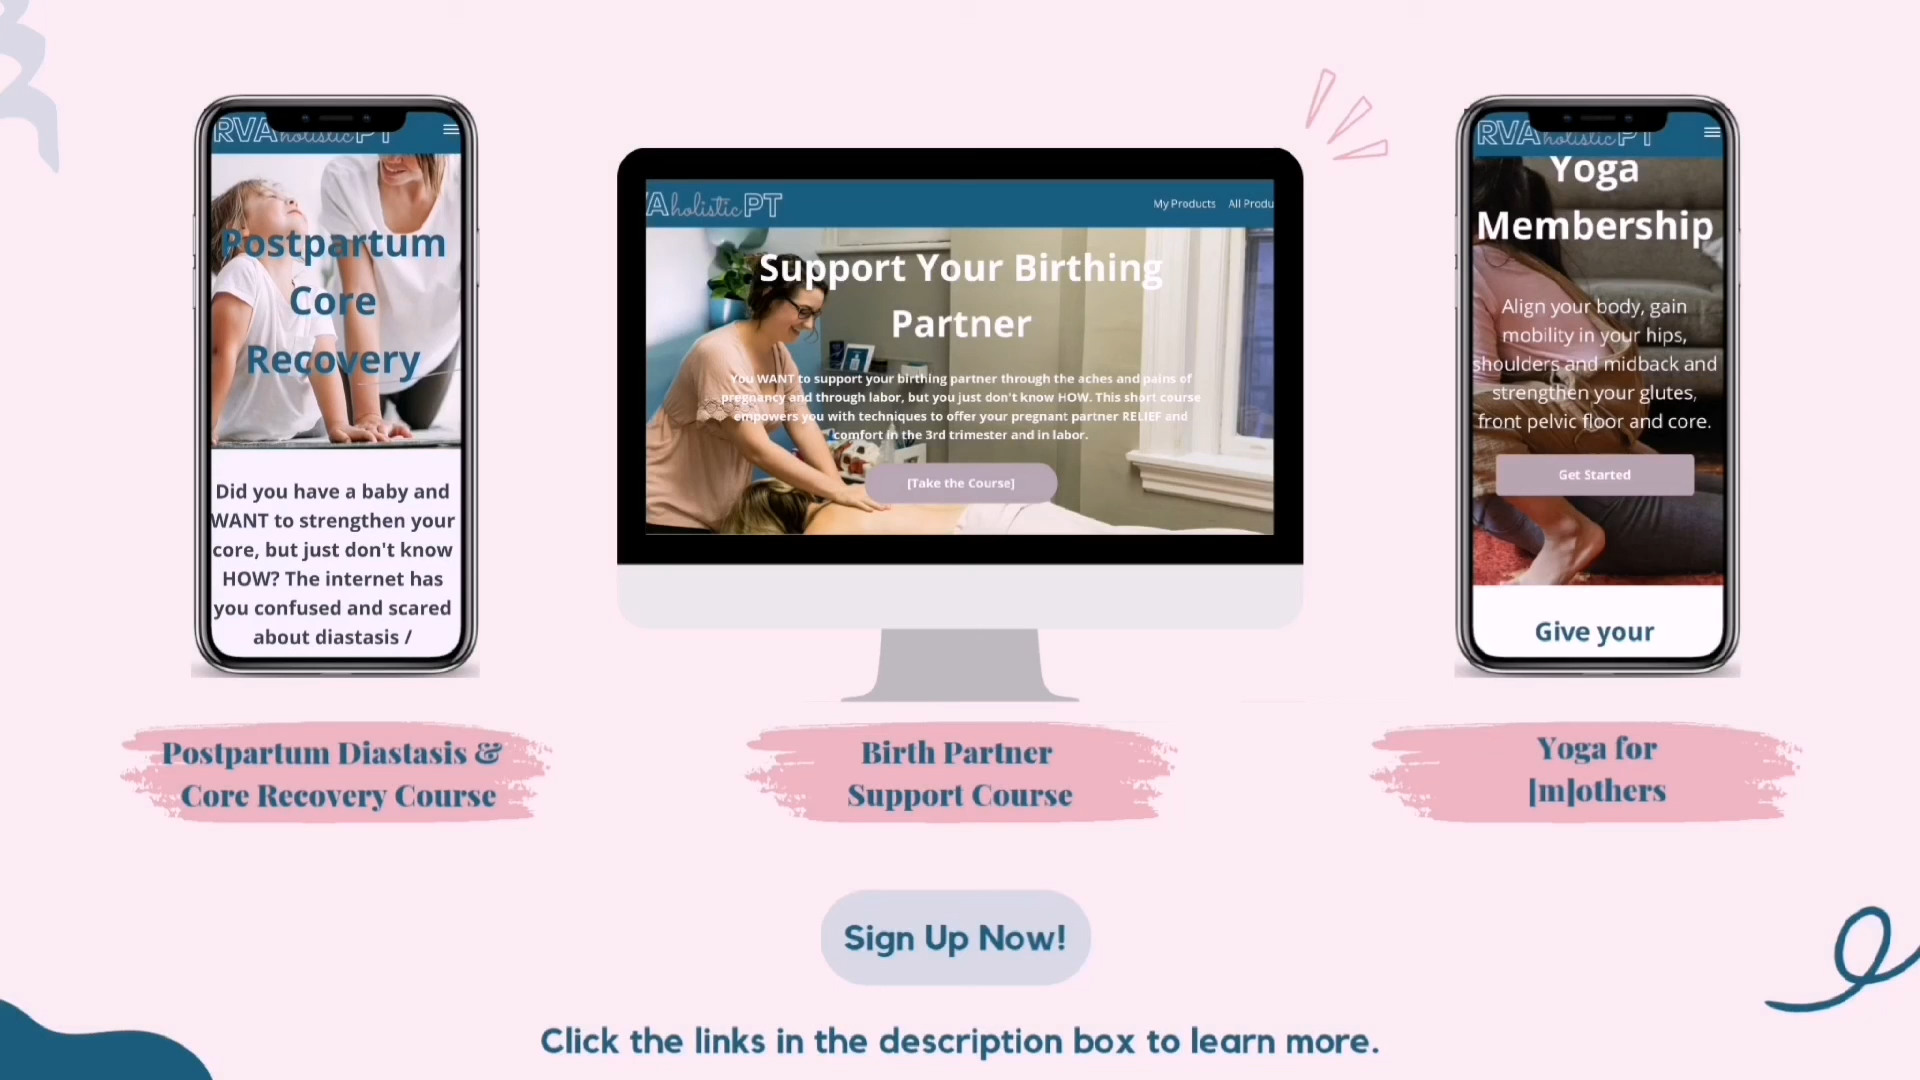 RVA holistic PT
Postpartum
Core
Recovery
Did you have a baby and
WANT to strengthen your
core, but just don't know
HOW? The internet has
you confused and scared
about diastasis /
A holistic PT
My Products All Produ
Support Your Birthing
Partner
You WANT to support your birthing partner through the aches and pains of
pregnancy and through labor, but you just don't know HOW. This short course
empowers you with techniques to offer your pregnant partner RELIEF and
comfort in the 3rd trimester and in labor.
[Take the Course]
RVA holistic PT
Yoga
Membership
Align your body, gain
mobility in your hips,
shoulders and midback and
strengthen your glutes,
front pelvic floor and core.
Get Started
Give your
Postpartum Diastasis &
Core Recovery Course
Birth Partner
Support Course
Yoga for
[m]others
Sign Up Now!
Click the links in the description box to learn more.